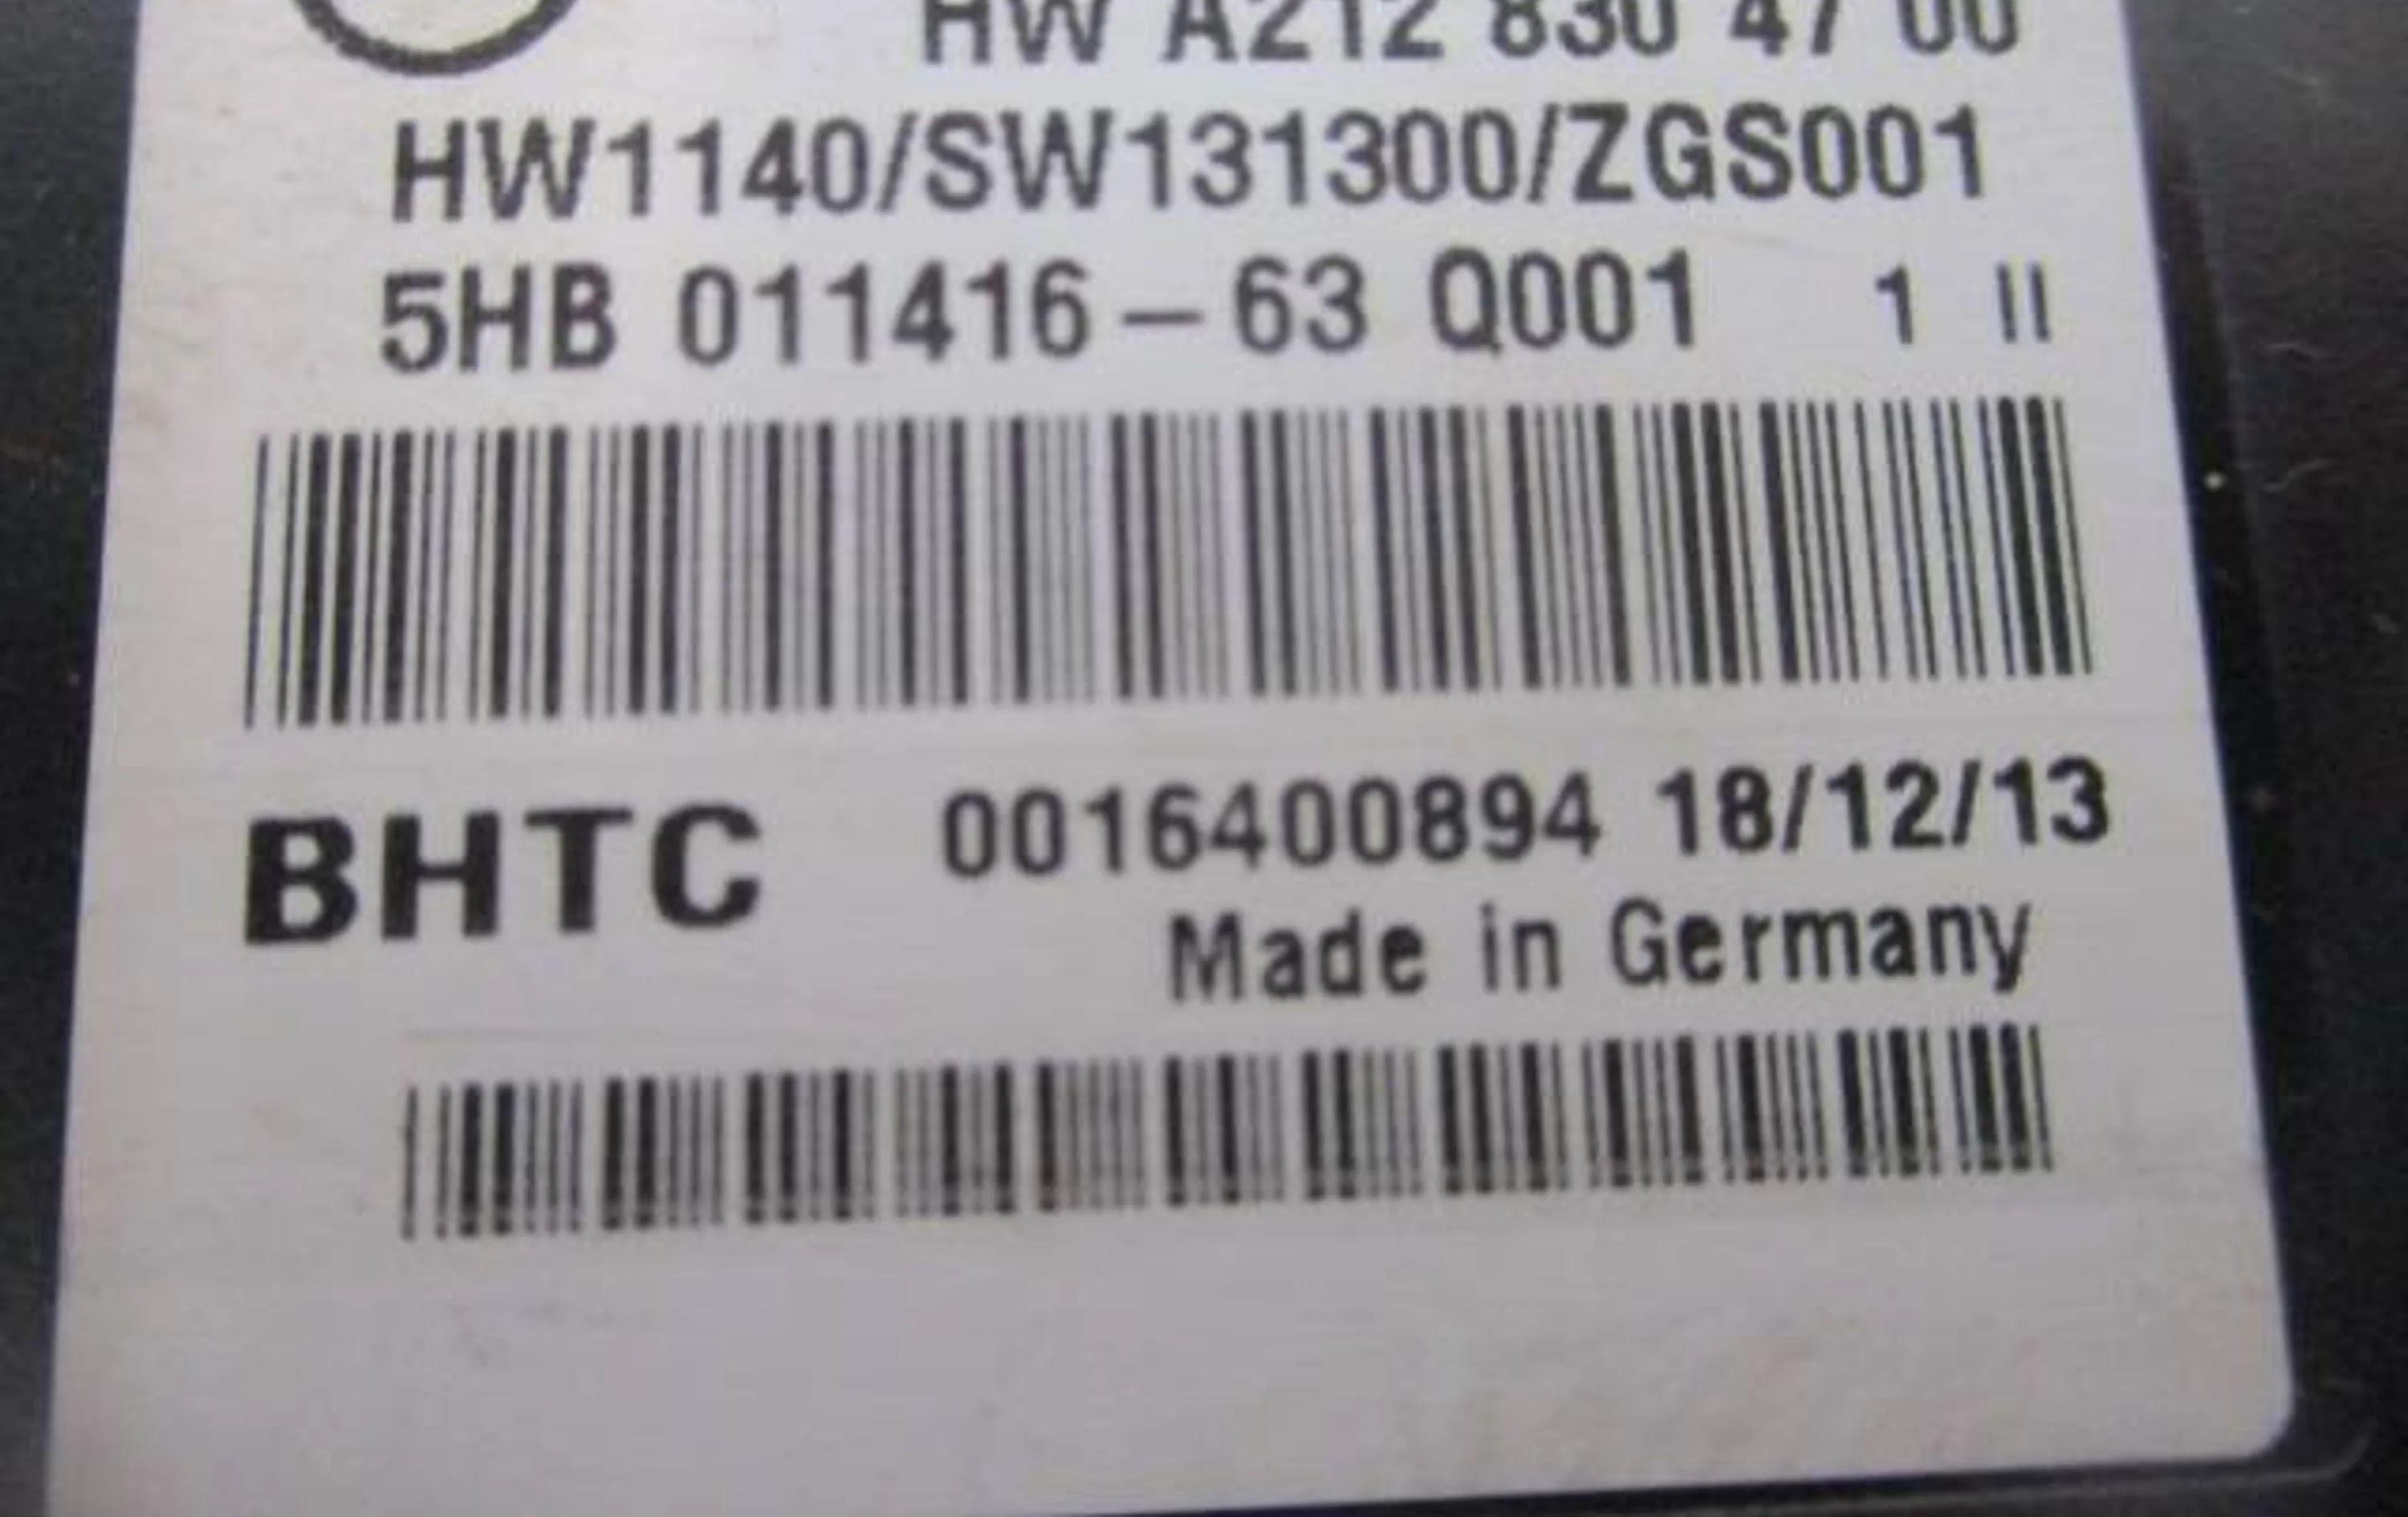 HW A212 830 47 00
HW1140/SW131300/ZGS001
5HB 011416-63 Q001 1 II
BHTC 0016400894 18/12/13
Made in Germany